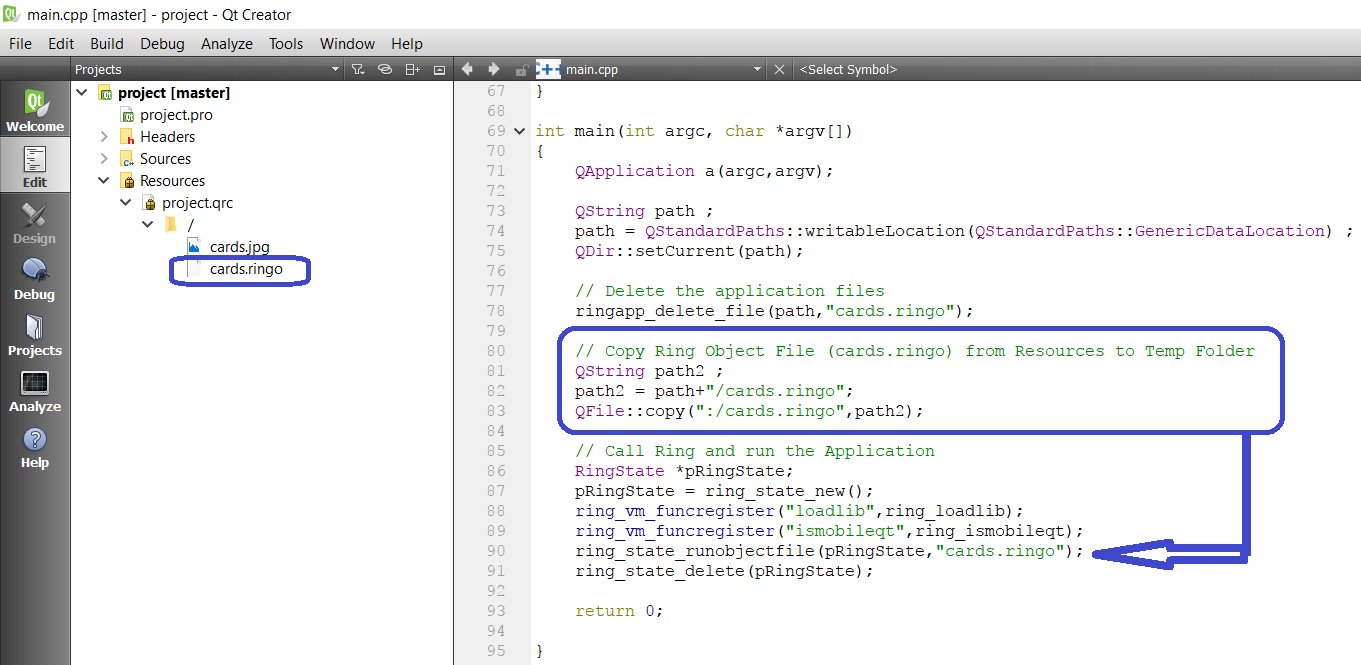 main.cpp [master] - project - Qt Creator
File Edit Build Debug Analyze Tools Window Help
Projects
main.cpp
<Select Symbol>
Welcome
Edit
Design
Debug
Projects
Analyze
Help
project [master]
project.pro
Headers
Sources
Resources
project.qrc
/
cards.jpg
cards.ringo
67 }
68
69 int main(int argc, char *argv[])
70 {
71 QApplication a(argc,argv);
72
73 QString path ;
74 path = QStandardPaths::writableLocation(QStandardPaths::GenericDataLocation) ;
75 QDir::setCurrent(path);
76
77 // Delete the application files
78 ringapp_delete_file(path,"cards.ringo");
79
80 // Copy Ring Object File (cards.ringo) from Resources to Temp Folder
81 QString path2 ;
82 path2 = path+"/cards.ringo";
83 QFile::copy(":/cards.ringo",path2);
84
85 // Call Ring and run the Application
86 RingState *pRingState;
87 pRingState = ring_state_new();
88 ring_vm_funcregister("loadlib",ring_loadlib);
89 ring_vm_funcregister("ismobileqt",ring_ismobileqt);
90 ring_state_runobjectfile(pRingState,"cards.ringo");
91 ring_state_delete(pRingState);
92
93 return 0;
94
95 }